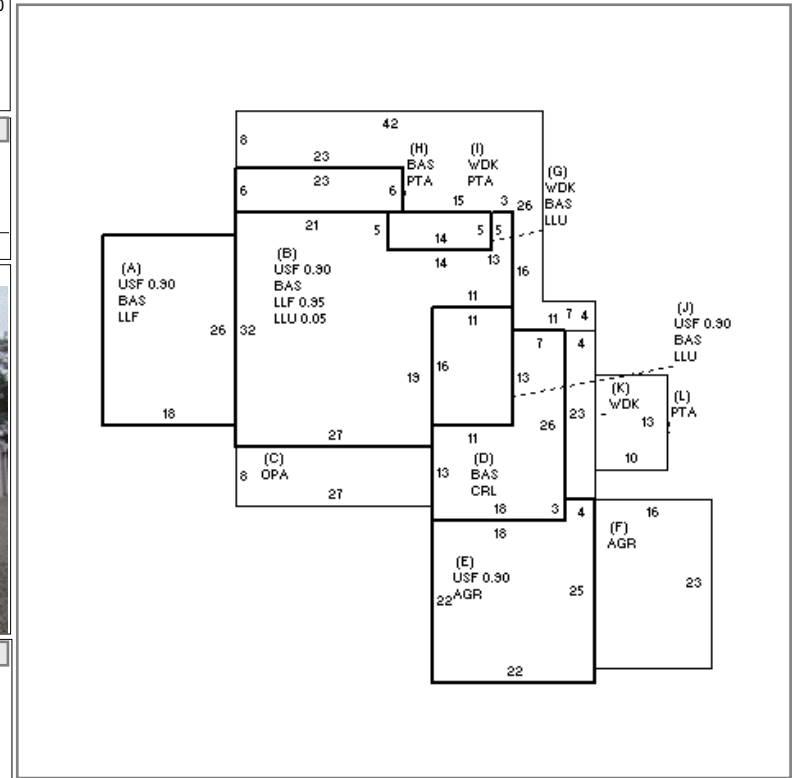 42
8
23
(H)
BAS
PTA
(I)
WDK
PTA
(G)
WDK
BAS
LLU
23
6
6
15
3
26
21
5
14
5
5
14
13
16
(A)
USF 0.90
BAS
LLF
26
18
(B)
USF 0.90
BAS
LLF 0.95
LLU 0.05
32
11
11
16
19
27
11
7
4
7
4
13
26
23
(J)
USF 0.90
BAS
LLU
(K)
WDK
13
10
(L)
PTA
(C)
OPA
8
27
11
13
(D)
BAS
CRL
18
3
4
18
(E)
USF 0.90
AGR
22
25
22
16
(F)
AGR
23